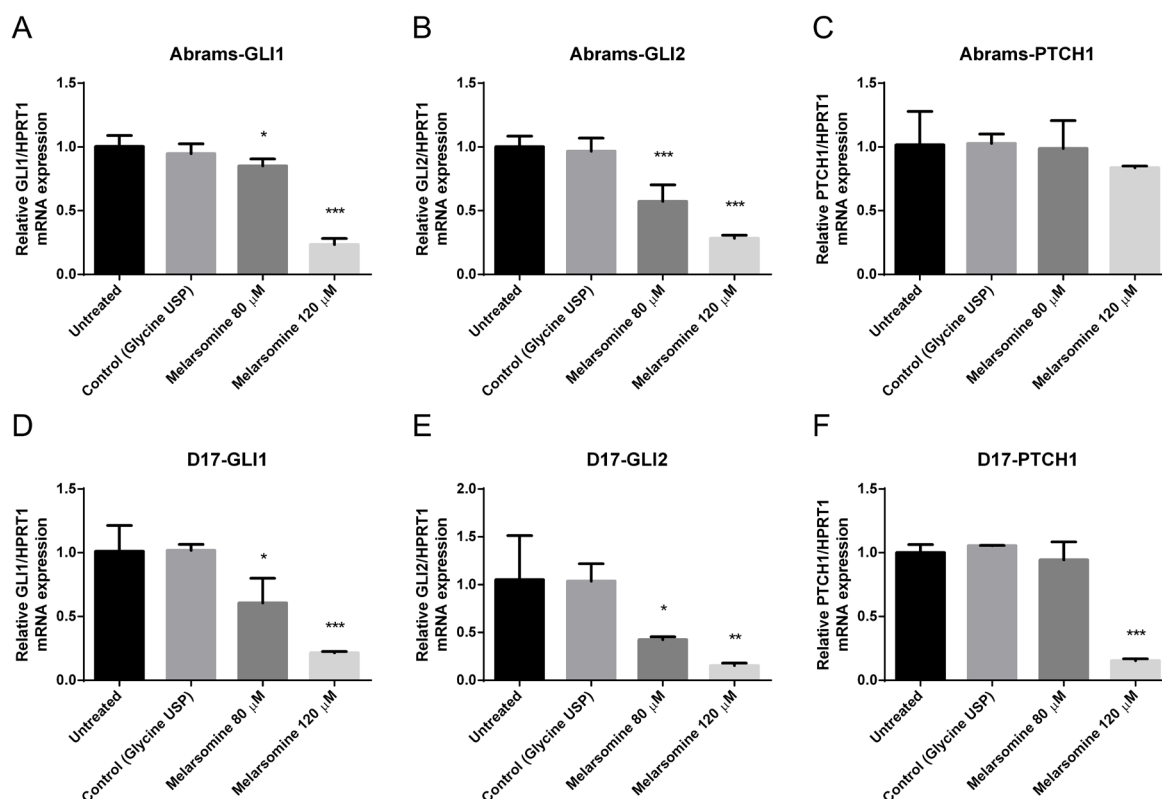 A
Abrams-GLI1
Relative GLI1/HPRT1
mRNA expression
1.5
1.0
0.5
0.0
*
***
Untreated
Control (Glycine USP)
Melarsomine 80 μM
Melarsomine 120 μM
B
Abrams-GLI2
Relative GLI2/HPRT1
mRNA expression
1.5
1.0
0.5
0.0
***
***
Untreated
Control (Glycine USP)
Melarsomine 80 μM
Melarsomine 120 μM
C
Abrams-PTCH1
Relative PTCH1/HPRT1
mRNA expression
1.5
1.0
0.5
0.0
Untreated
Control (Glycine USP)
Melarsomine 80 μM
Melarsomine 120 μM
D
D17-GLI1
Relative GLI1/HPRT1
mRNA expression
1.5
1.0
0.5
0.0
*
***
Untreated
Control (Glycine USP)
Melarsomine 80 μM
Melarsomine 120 μM
E
D17-GLI2
Relative GLI2/HPRT1
mRNA expression
2.0
1.5
1.0
0.5
0.0
*
**
Untreated
Control (Glycine USP)
Melarsomine 80 μM
Melarsomine 120 μM
F
D17-PTCH1
Relative PTCH1/HPRT1
mRNA expression
1.5
1.0
0.5
0.0
***
Untreated
Control (Glycine USP)
Melarsomine 80 μM
Melarsomine 120 μM